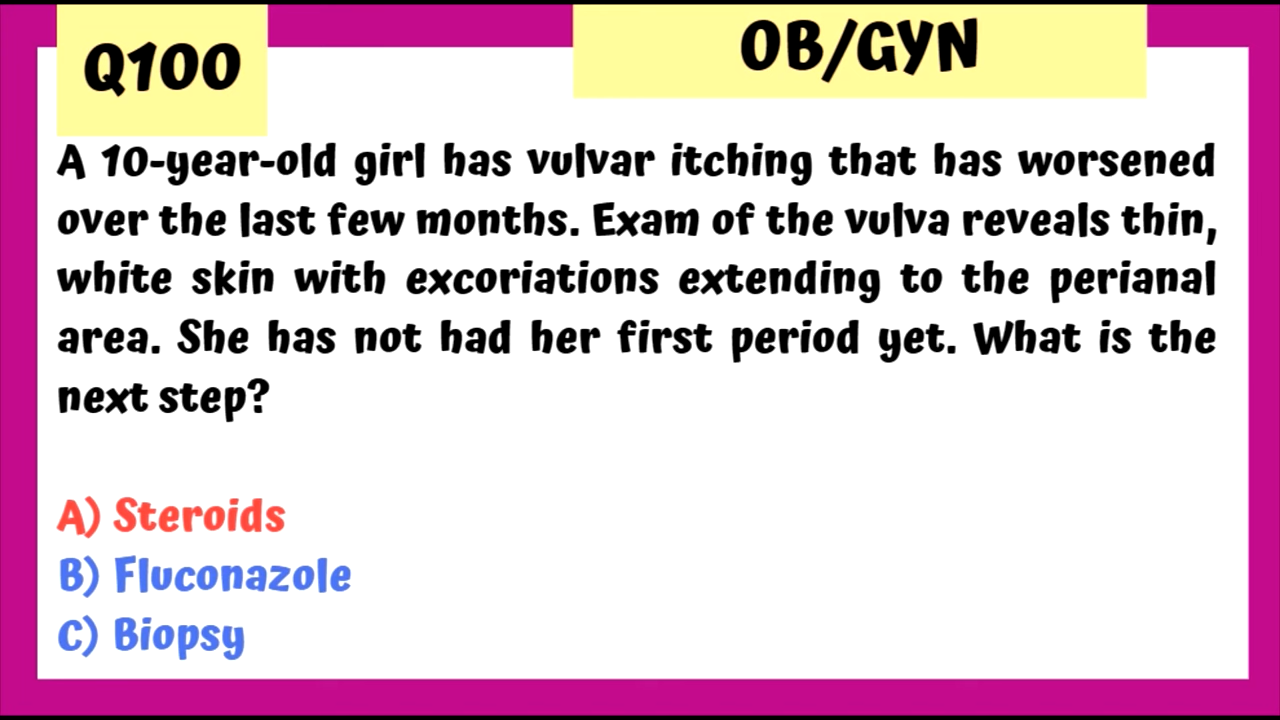 Q100
OB/GYN
A 10-year-old girl has vulvar itching that has worsened
over the last few months. Exam of the vulva reveals thin,
white skin with excoriations extending to the perianal
area. She has not had her first period yet. What is the
next step?
A) Steroids
B) Fluconazole
C) Biopsy